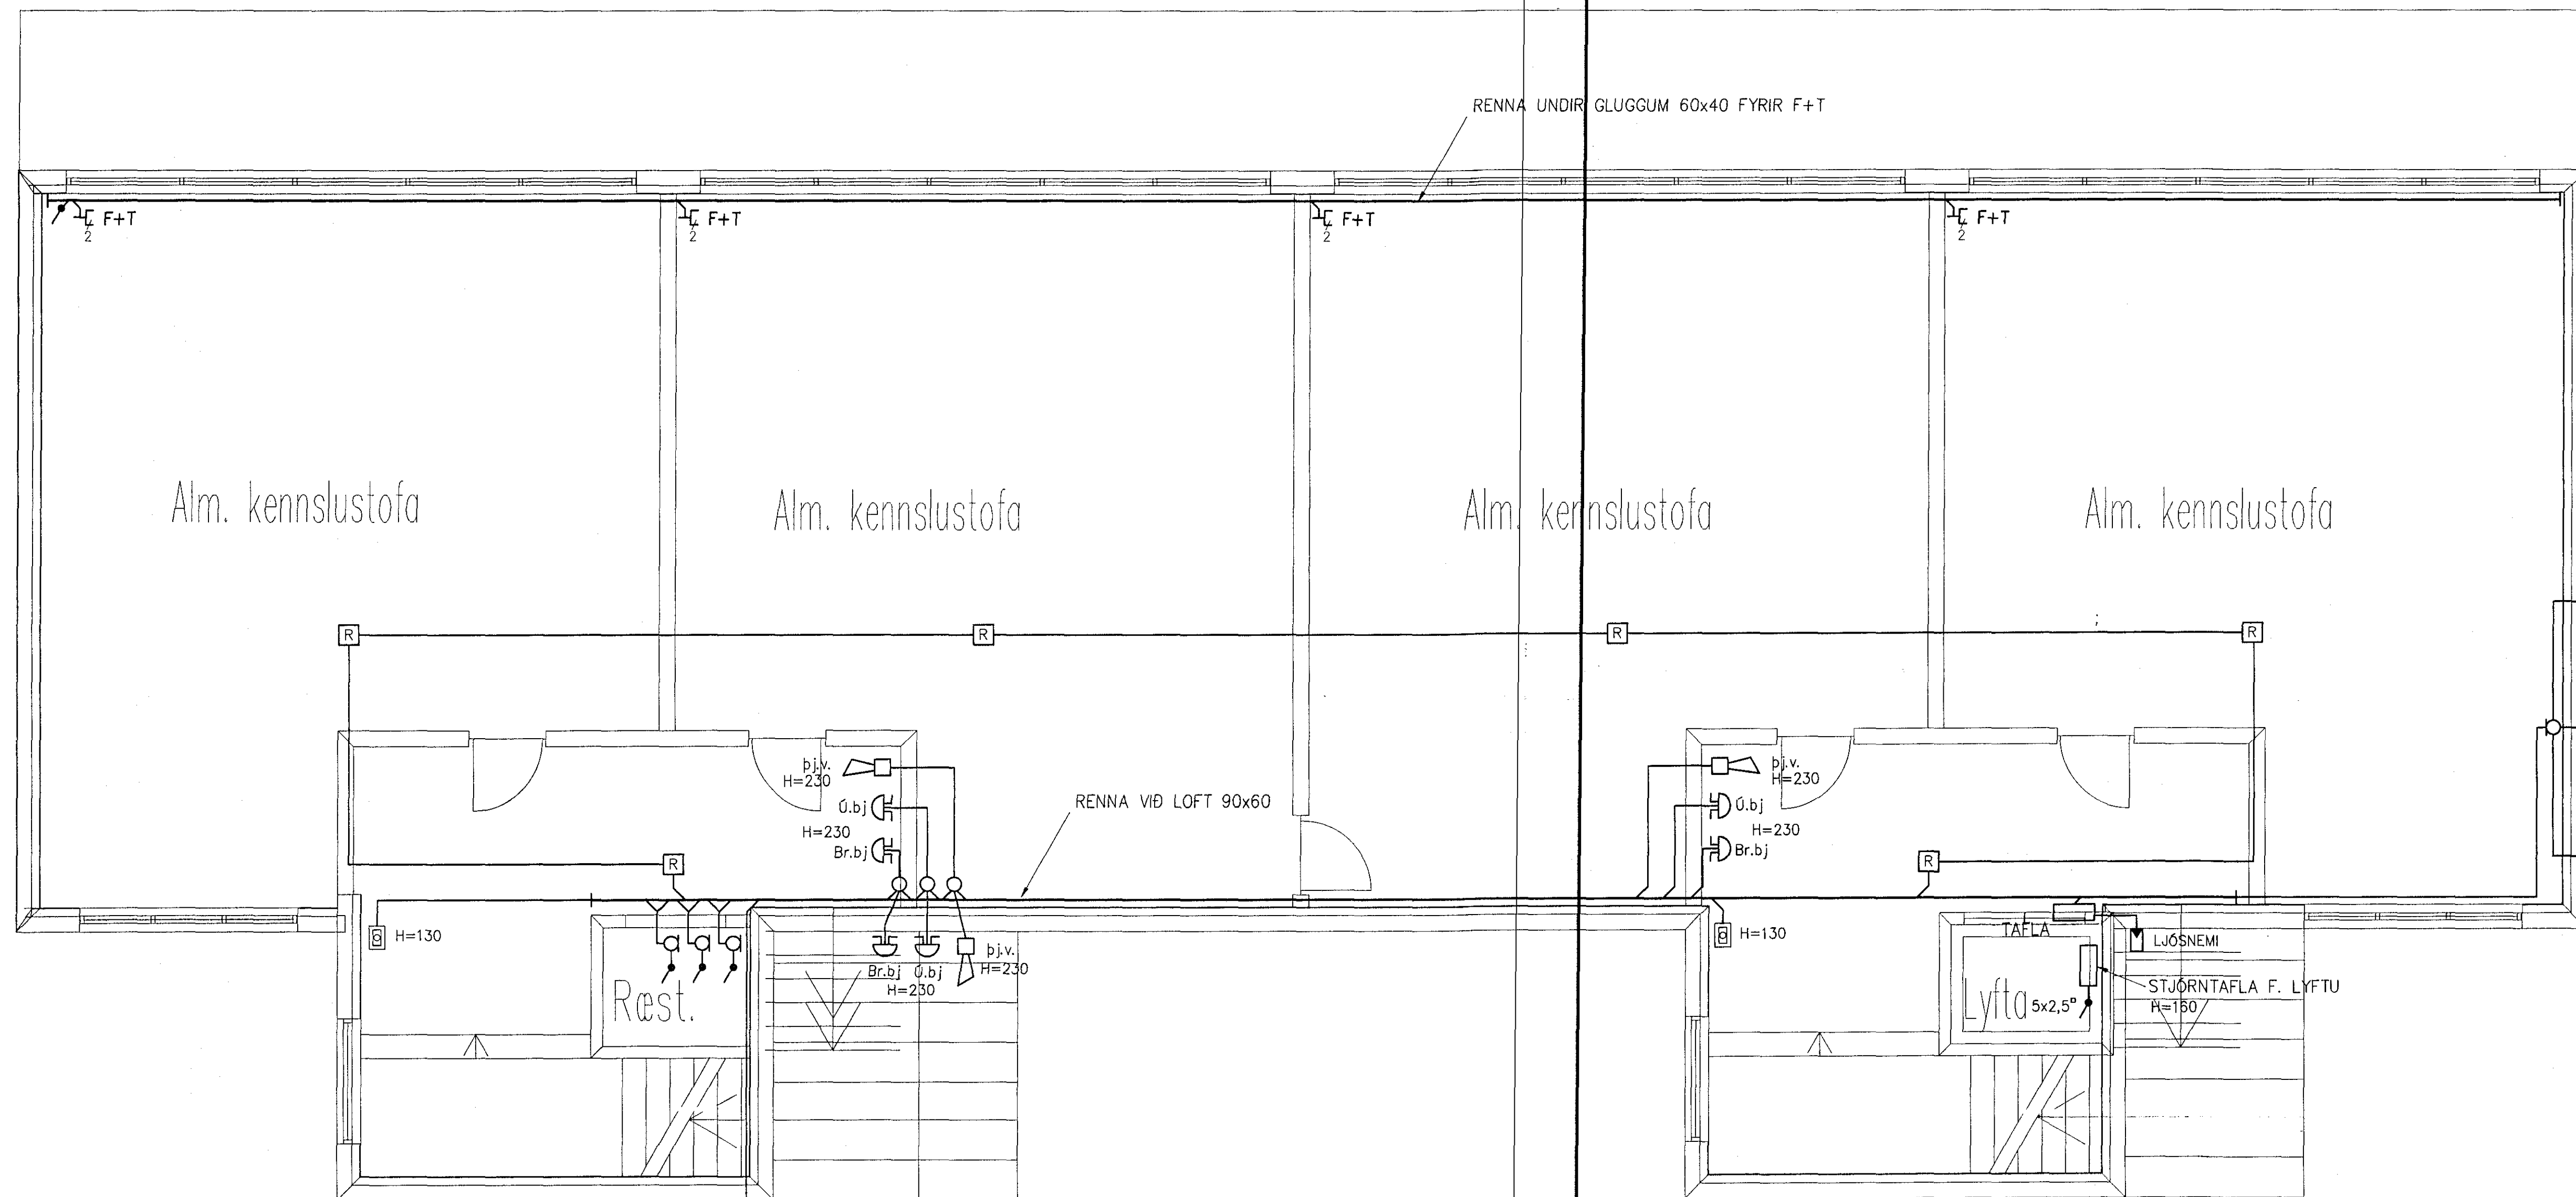 RENNA UNDIR GLUGGUM 60x40 FYRIR F+T
F+T
2
F+T
2
F+T
2
F+T
2
Alm. kennslustofa
Alm. kennslustofa
Alm. kennslustofa
Alm. kennslustofa
R
R
R
R
þj.v.
H=230
Ú.bj
H=230
Br.bj
RENNA VIÐ LOFT 90x60
þj.v.
H=230
Ú.bj
H=230
Br.bj
R
R
H=130
Br.bj
Ú.bj
H=230
þj.v.
H=230
Ræst.
H=130
TAFLA
LJÓSNEMI
Lyfta
5x2,5°
STJÓRNTAFLA F. LYFTU
H=160